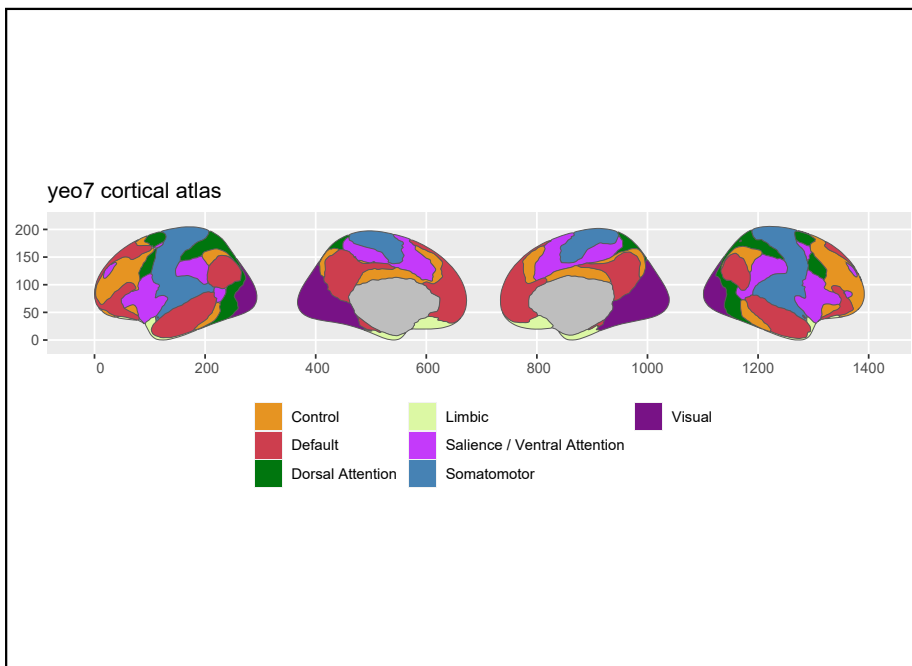 yeo7 cortical atlas
200
150
100
50
0
0 200 400 600 800 1000 1200 1400
Control Limbic Visual
Default Salience / Ventral Attention
Dorsal Attention Somatomotor